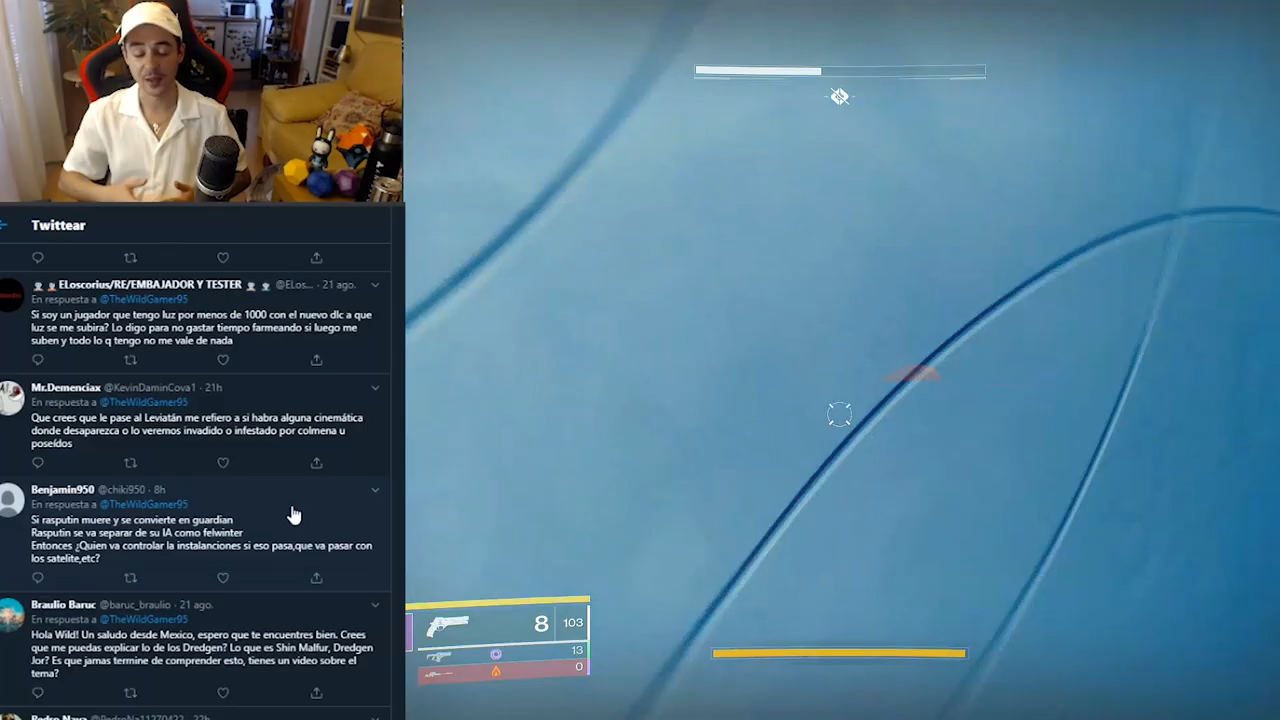 Twittear
ELoscorius/RE/EMBAJADOR Y TESTER @ELos... · 21 ago.
En respuesta a @TheWildGamer95
Si soy un jugador que tengo luz por menos de 1000 con el nuevo dlc a que
luz se me subira? Lo digo para no gastar tiempo farmeando si luego me
suben y todo lo q tengo no me vale de nada
Mr.Demenciax @KevinDaminCova1 · 21h
En respuesta a @TheWildGamer95
Que crees que le pase al Leviatán me refiero a si habra alguna cinemática
donde desaparezca o lo veremos invadido o infestado por colmena u
poseídos
Benjamin950 @chiki950 · 8h
En respuesta a @TheWildGamer95
Si rasputin muere y se convierte en guardian
Rasputin se va separar de su IA como felwinter
Entonces ¿Quien va controlar la instalanciones si eso pasa,que va pasar con
los satelite,etc?
Braulio Baruc @baruc_braulio · 21 ago.
En respuesta a @TheWildGamer95
Hola Wild! Un saludo desde Mexico, espero que te encuentres bien. Crees
que me puedas explicar lo de los Dredgen? Lo que es Shin Malfur, Dredgen
Jor? Es que jamas termine de comprender esto, tienes un video sobre el
tema?
8 103
13
0